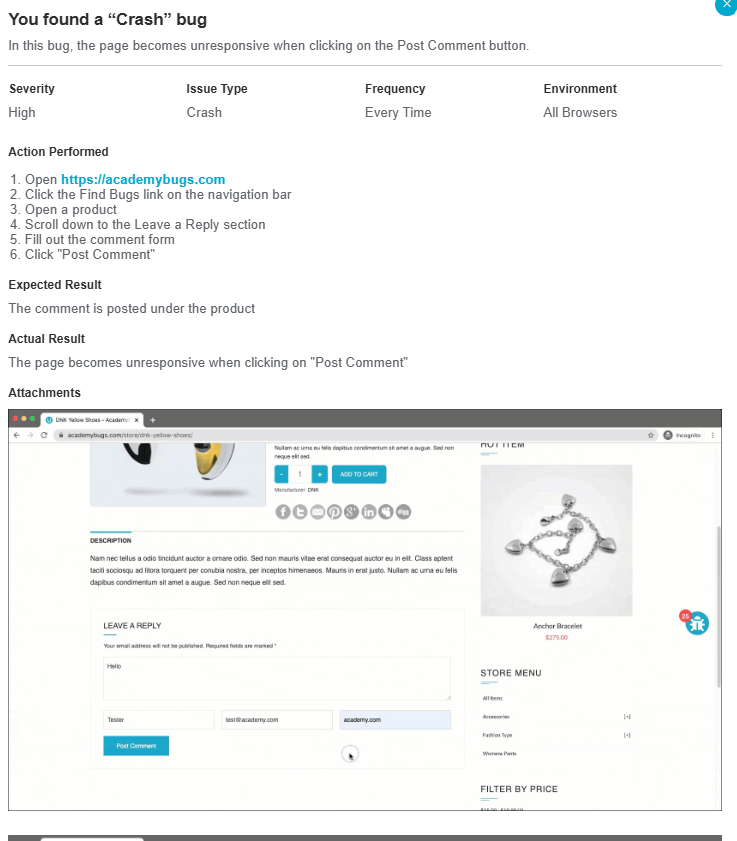 You found a “Crash” bug
In this bug, the page becomes unresponsive when clicking on the Post Comment button.
Severity Issue Type Frequency Environment
High Crash Every Time All Browsers
Action Performed
1. Open https://academybugs.com
2. Click the Find Bugs link on the navigation bar
3. Open a product
4. Scroll down to the Leave a Reply section
5. Fill out the comment form
6. Click "Post Comment"
Expected Result
The comment is posted under the product
Actual Result
The page becomes unresponsive when clicking on "Post Comment"
Attachments
DNK Yellow Shoes – Academy
academybugs.com/store/dnk-yellow-shoes/ Incognito
Nullam ac urna eu felis dapibus condimentum sit amet a augue. Sed non
neque elit sed.
- 1 + ADD TO CART
Manufacturer: DNK
HOT ITEM
DESCRIPTION
Nam nec tellus a odio tincidunt auctor a ornare odio. Sed non mauris vitae erat consequat auctor eu in elit. Class aptent
taciti sociosqu ad litora torquent per conubia nostra, per inceptos himenaeos. Mauris in erat justo. Nullam ac urna eu felis
dapibus condimentum sit amet a augue. Sed non neque elit sed.
LEAVE A REPLY
Your email address will not be published. Required fields are marked *
Hello
Tester test@academy.com academy.com
Post Comment
Anchor Bracelet
$275.00
25
STORE MENU
All Items
Accessories [+]
Fashion Type [+]
Womens Pants
FILTER BY PRICE